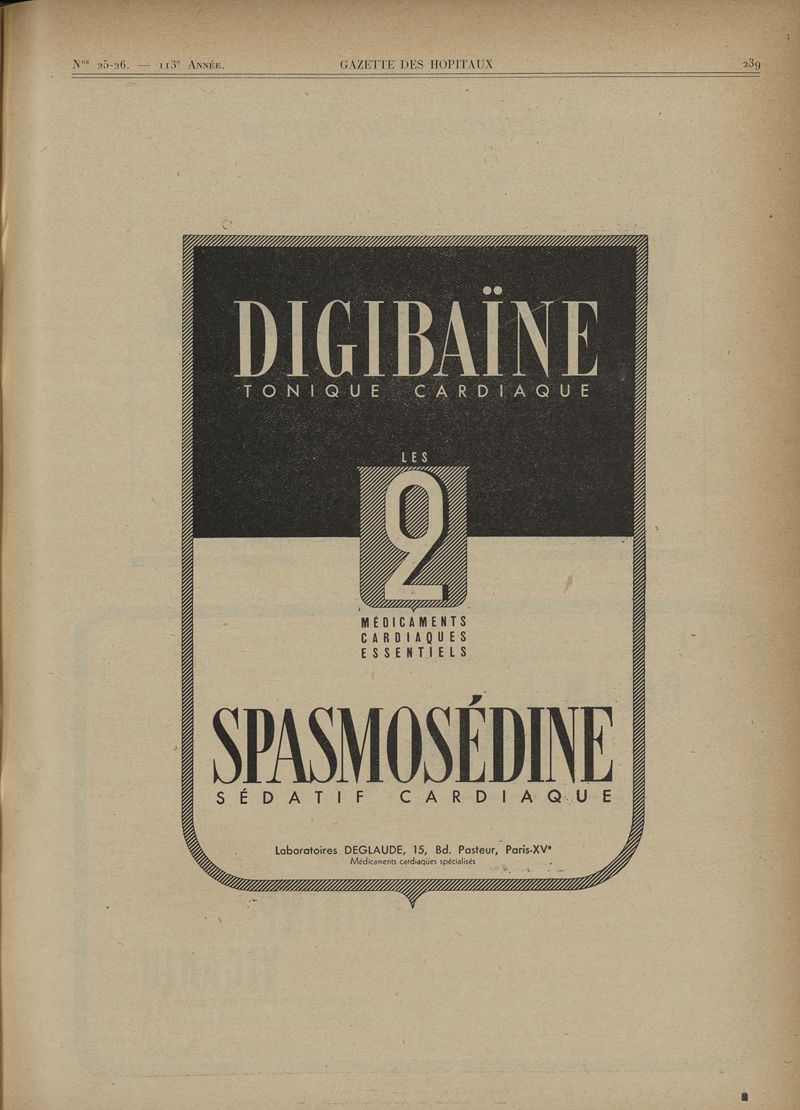 Nos 25-26. — 113e ANNÉE.
GAZETTE DES HOPITAUX
239
DIGIBAÏNE
TONIQUE CARDIAQUE
LES
2
MÉDICAMENTS
CARDIAQUES
ESSENTIELS
SPASMOSÉDINE
SÉDATIF CARDIAQUE
Laboratoires DEGLAUDE, 15, Bd. Pasteur, Paris-XVe
Médicaments cardiaques spécialisés